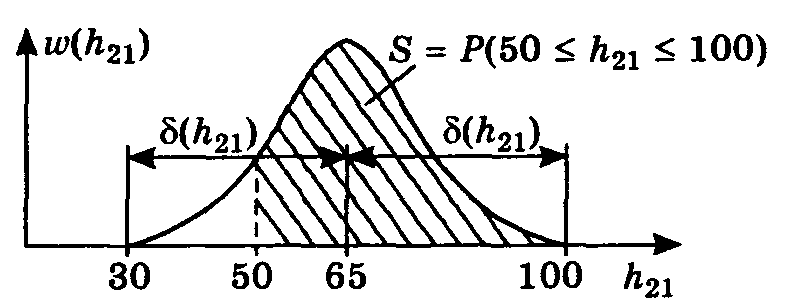 w(h₂₁)
S = P(50 ≤ h₂₁ ≤ 100)
δ(h₂₁) δ(h₂₁)
30 50 65 100 h₂₁